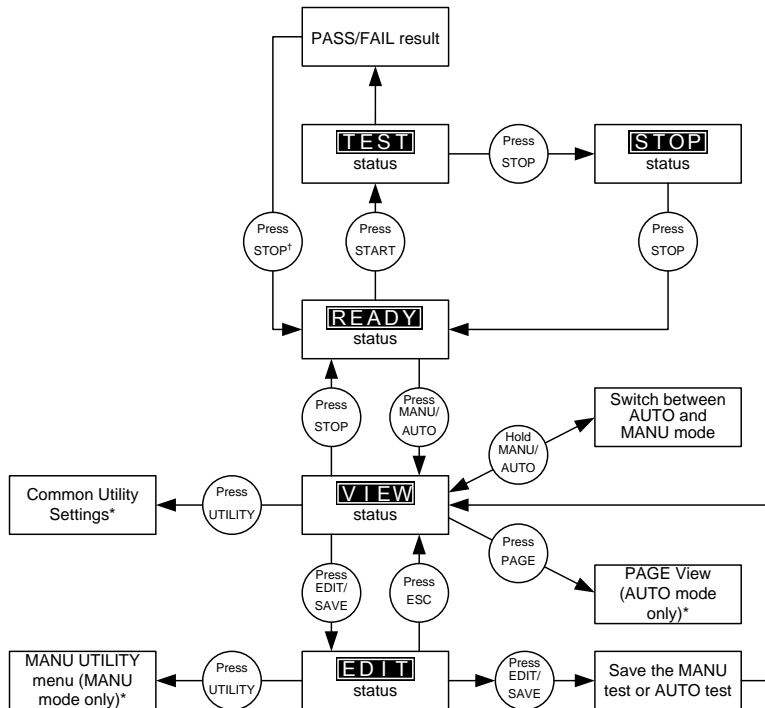 PASS/FAIL result
TEST
status
Press
STOP
STOP
status
Press
STOP†
Press
START
Press
STOP
READY
status
Press
STOP
Press
MANU/
AUTO
Hold
MANU/
AUTO
Switch between
AUTO and
MANU mode
Common Utility
Settings*
Press
UTILITY
VIEW
status
Press
PAGE
Press
EDIT/
SAVE
Press
ESC
PAGE View
(AUTO mode
only)*
MANU UTILITY
menu (MANU
mode only)*
Press
UTILITY
EDIT
status
Press
EDIT/
SAVE
Save the MANU
test or AUTO test